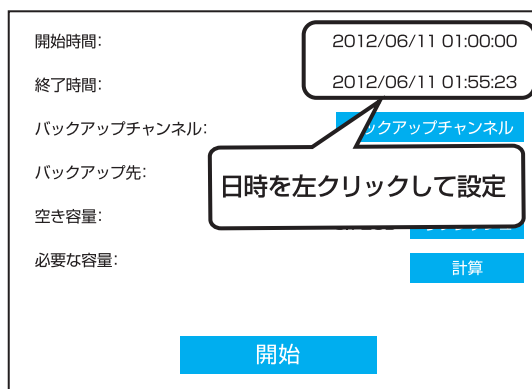 開始時間: 2012/06/11 01:00:00
終了時間: 2012/06/11 01:55:23
バックアップチャンネル: ックアップチャンネル
バックアップ先:
日時を左クリックして設定
空き容量:
必要な容量: 計算
開始